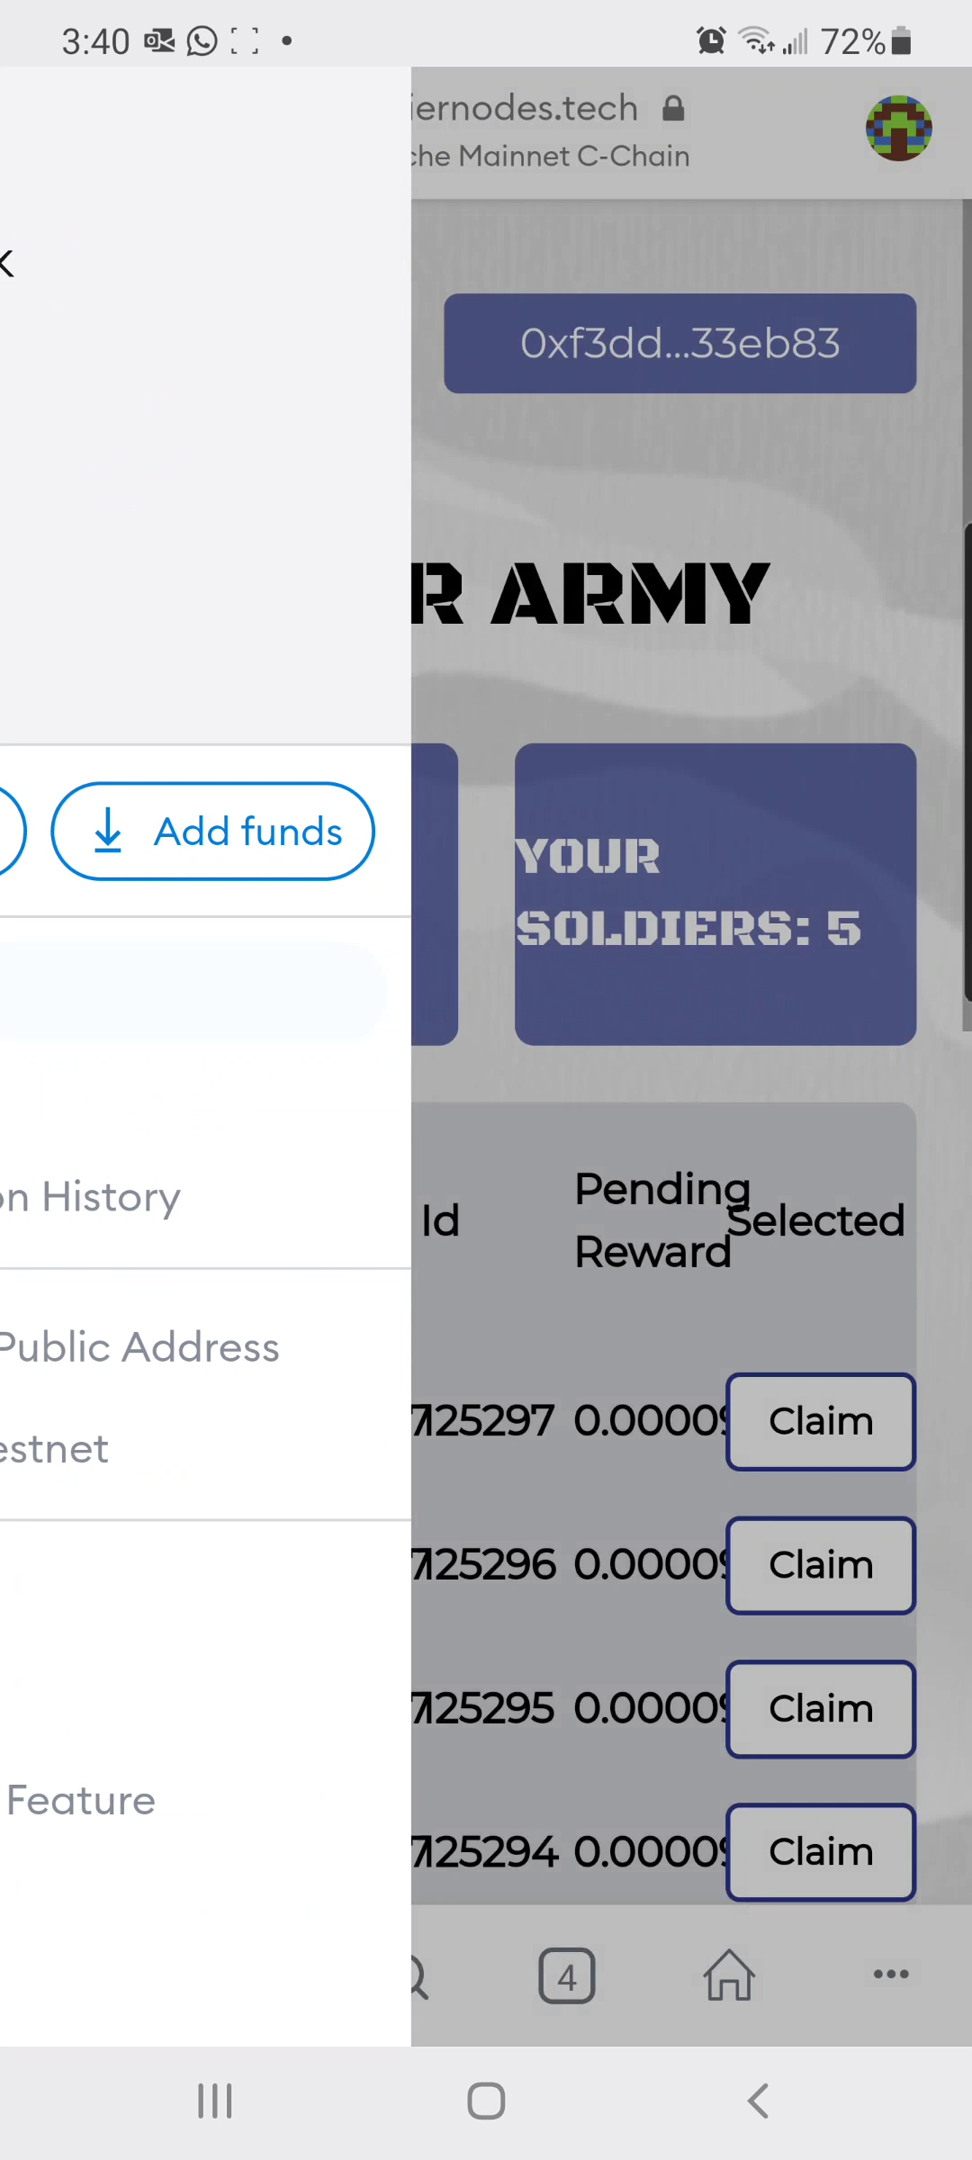 3:40 72%
iernodes.tech
che Mainnet C-Chain
0xf3dd...33eb83
R ARMY
Add funds
YOUR
SOLDIERS: 5
on History
Id
Pending
Reward
Selected
Public Address
estnet
725297 0.00009 Claim
725296 0.00009 Claim
725295 0.00009 Claim
Feature
725294 0.00009 Claim
4